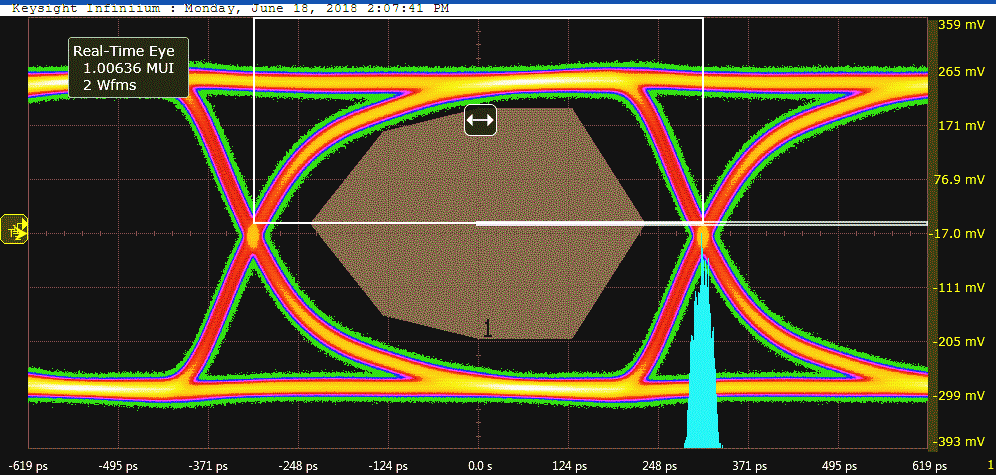 Keysight Infiniium : Monday, June 18, 2018 2:07:41 PM
Real-Time Eye
1.00636 MUI
2 Wfms
359 mV
265 mV
171 mV
76.9 mV
-17.0 mV
-111 mV
-205 mV
-299 mV
-393 mV
1
-619 ps -495 ps -371 ps -248 ps -124 ps 0.0 s 124 ps 248 ps 371 ps 495 ps 619 ps 1